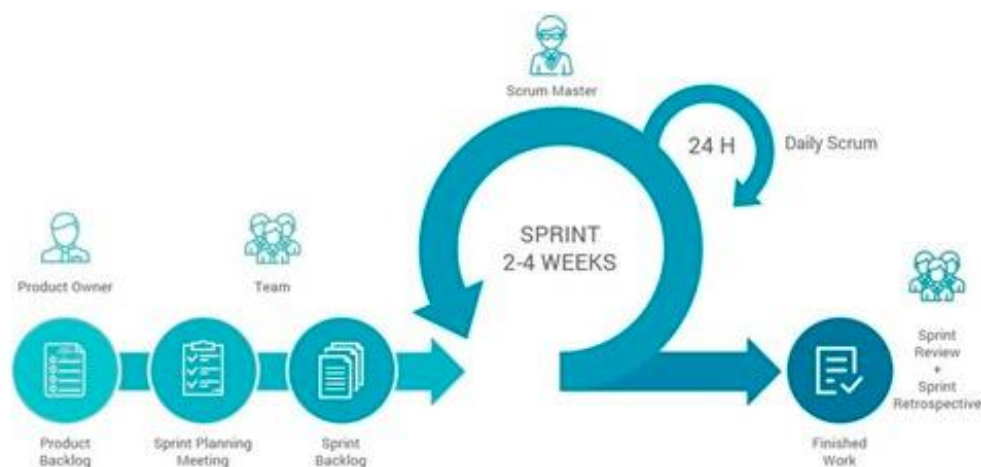 Scrum Master
24 H
Daily Scrum
SPRINT
2-4 WEEKS
Product Owner
Team
Product
Backlog
Sprint Planning
Meeting
Sprint
Backlog
Finished
Work
Sprint
Review
+
Sprint
Retrospective